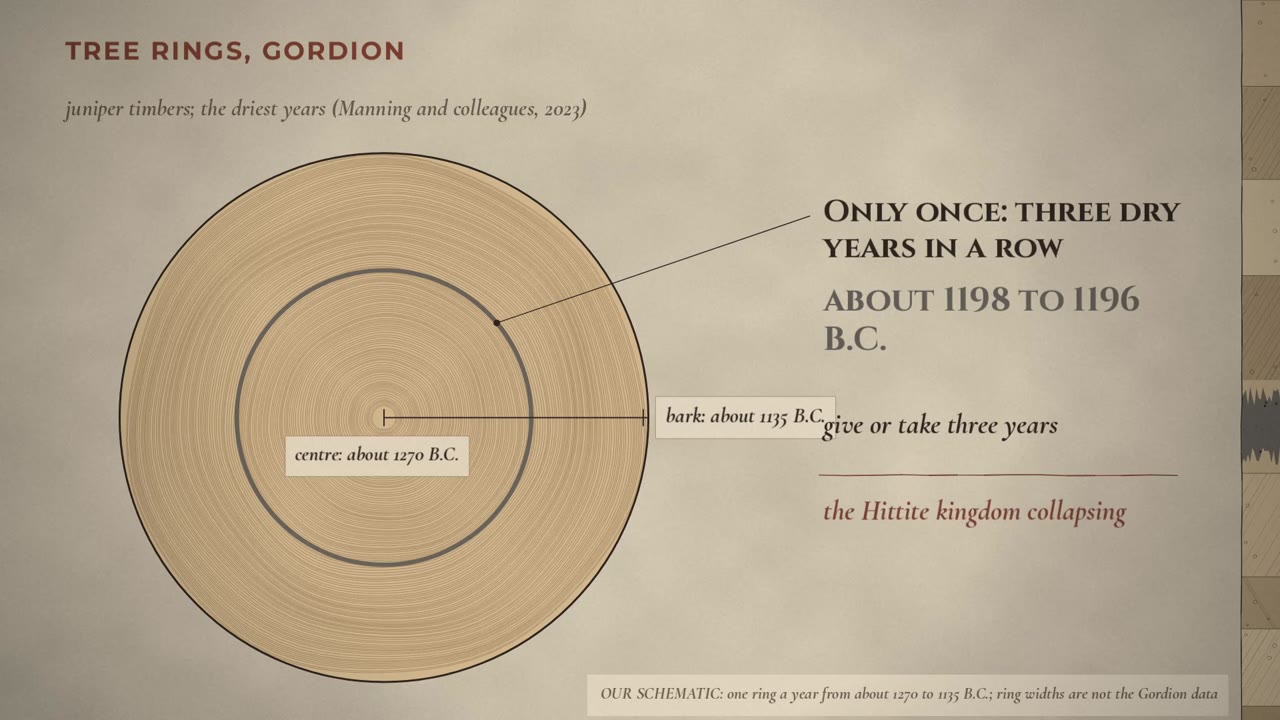 TREE RINGS, GORDION
juniper timbers; the driest years (Manning and colleagues, 2023)
ONLY ONCE: THREE DRY
YEARS IN A ROW
ABOUT 1198 TO 1196
B.C.
bark: about 1135 B.C.
give or take three years
centre: about 1270 B.C.
the Hittite kingdom collapsing
OUR SCHEMATIC: one ring a year from about 1270 to 1135 B.C.; ring widths are not the Gordion data